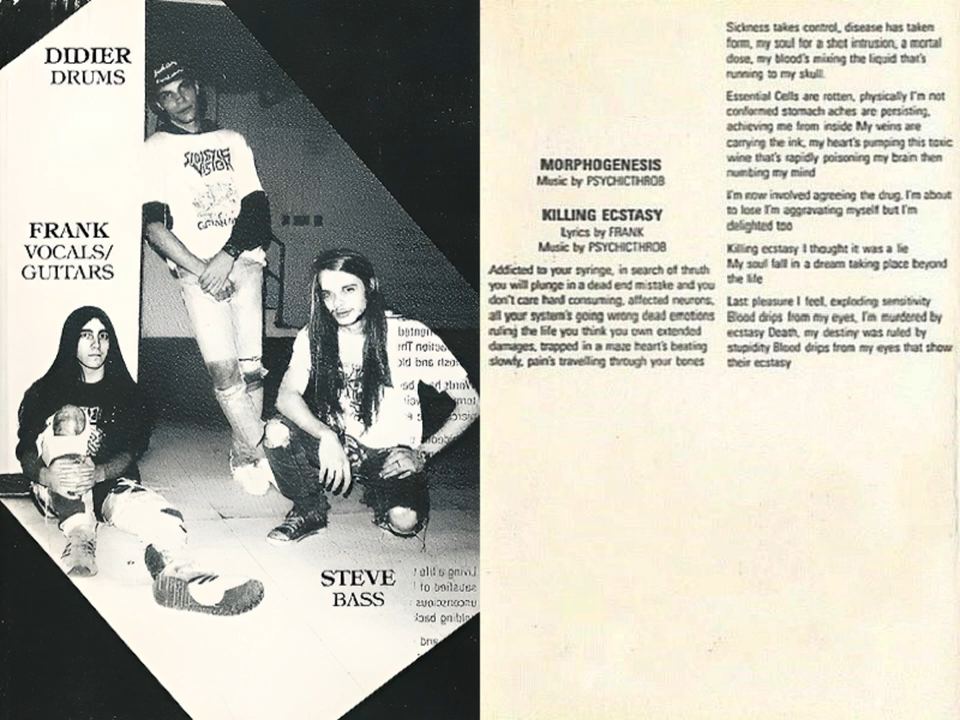 DIDIER
DRUMS
FRANK
VOCALS/
GUITARS
STEVE
BASS
MORPHOGENESIS
Music by PSYCHICTHROB
KILLING ECSTASY
Lyrics by FRANK
Music by PSYCHICTHROB
Addicted to your syringe, in search of thruth
you will plunge in a dead end mistake and you
don't care hard consuming, affected neurons,
all your system's going wrong dead emotions
ruling the life you think you own extended
damages, trapped in a maze heart's beating
slowly, pain's travelling through your bones
Sickness takes control, disease has taken
form, my soul for a shot intrusion, a mortal
dose, my blood's mixing the liquid that's
running to my skull.
Essential Cells are rotten, physically I'm not
conformed stomach aches are persisting,
achieving me from inside My veins are
carrying the ink, my heart's pumping this toxic
wine that's rapidly poisoning my brain then
numbing my mind
I'm now involved agreeing the drug, I'm about
to lose I'm aggravating myself but I'm
delighted too
Killing ecstasy I thought it was a lie
My soul fall in a dream taking place beyond
the life
Last pleasure I feel, exploding sensitivity
Blood drips from my eyes, I'm murdered by
ecstasy Death, my destiny was ruled by
stupidity Blood drips from my eyes that show
their ecstasy